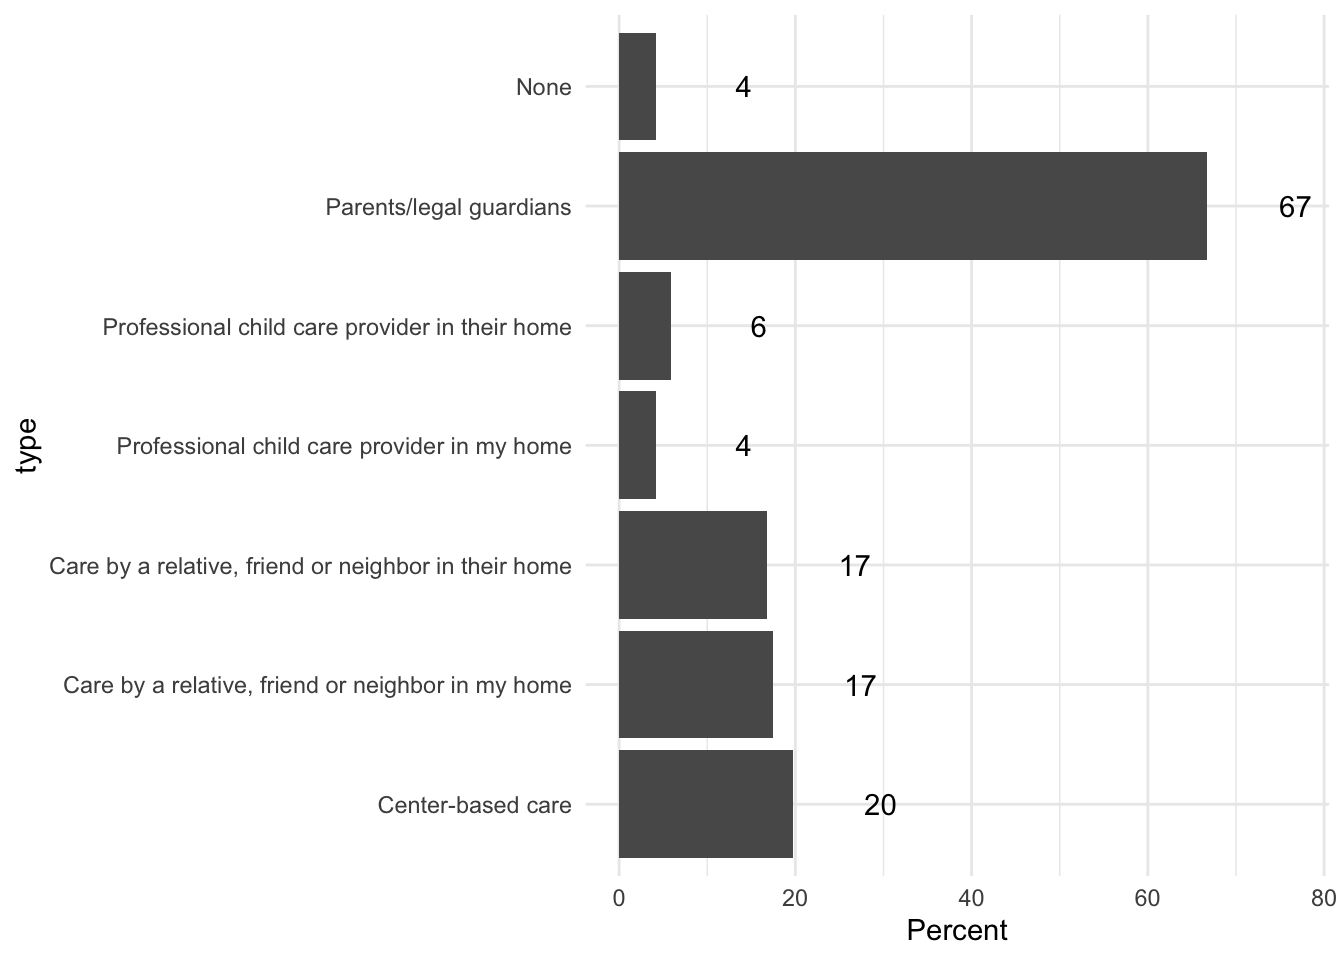 None
4
Parents/legal guardians
67
Professional child care provider in their home
6
Professional child care provider in my home
4
type
Care by a relative, friend or neighbor in their home
17
Care by a relative, friend or neighbor in my home
17
Center-based care
20
0 20 40 60 80
Percent